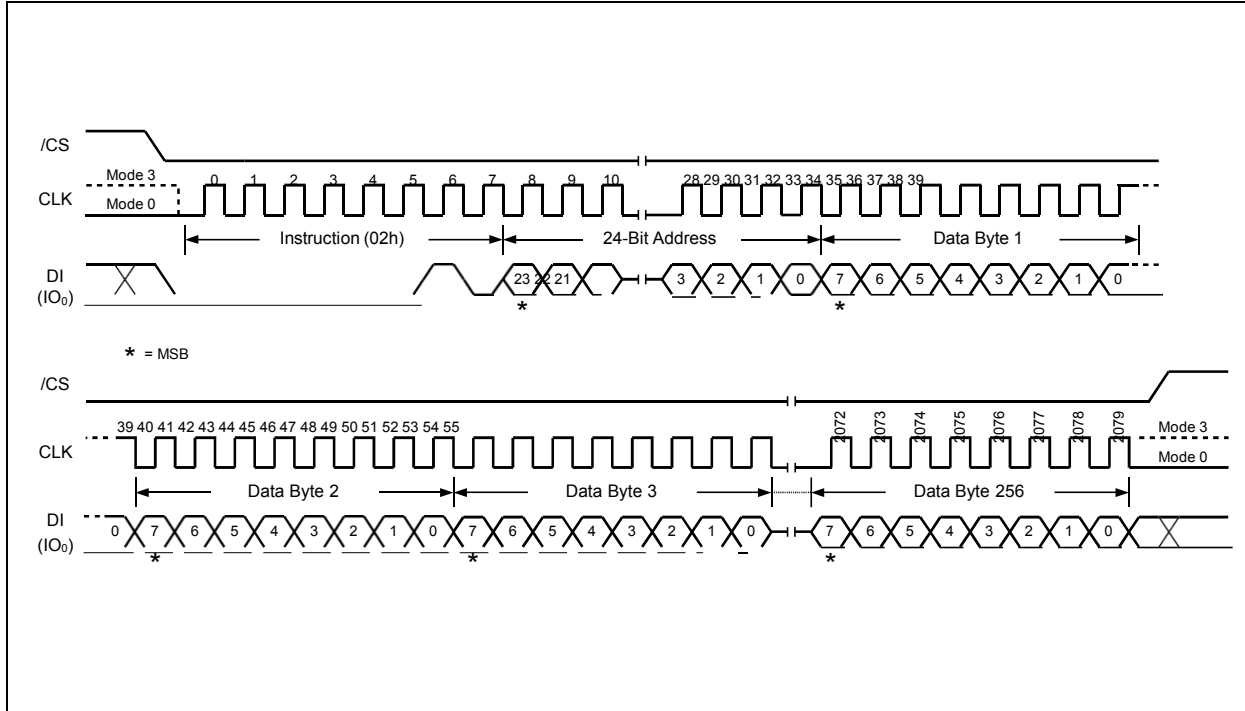 /CS
Mode 3
0 1 2 3 4 5 6 7 8 9 10 28 29 30 31 32 33 34 35 36 37 38 39
CLK
Mode 0
Instruction (02h) 24-Bit Address Data Byte 1
DI
(IO₀)
23 22 21 3 2 1 0 7 6 5 4 3 2 1 0
* *
* = MSB
/CS
39 40 41 42 43 44 45 46 47 48 49 50 51 52 53 54 55 2072 2073 2074 2075 2076 2077 2078 2079
Mode 3
CLK
Mode 0
Data Byte 2 Data Byte 3 Data Byte 256
DI
(IO₀)
0 7 6 5 4 3 2 1 0 7 6 5 4 3 2 1 0 7 6 5 4 3 2 1 0
* * *